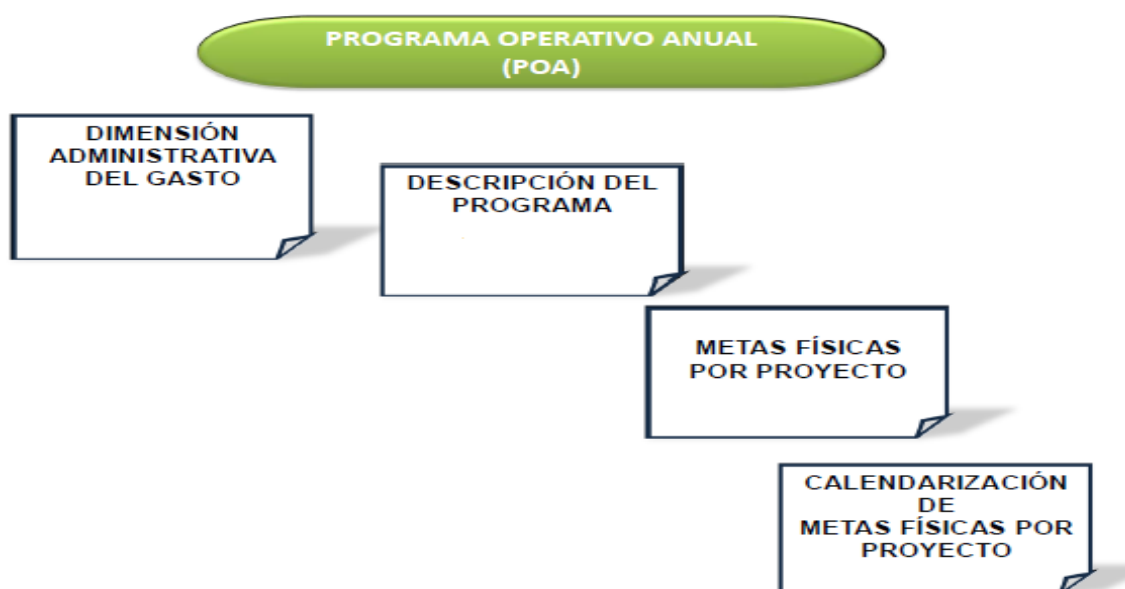 PROGRAMA OPERATIVO ANUAL
(POA)
DIMENSIÓN
ADMINISTRATIVA
DEL GASTO
DESCRIPCIÓN DEL
PROGRAMA
METAS FÍSICAS
POR PROYECTO
CALENDARIZACIÓN
DE
METAS FÍSICAS POR
PROYECTO